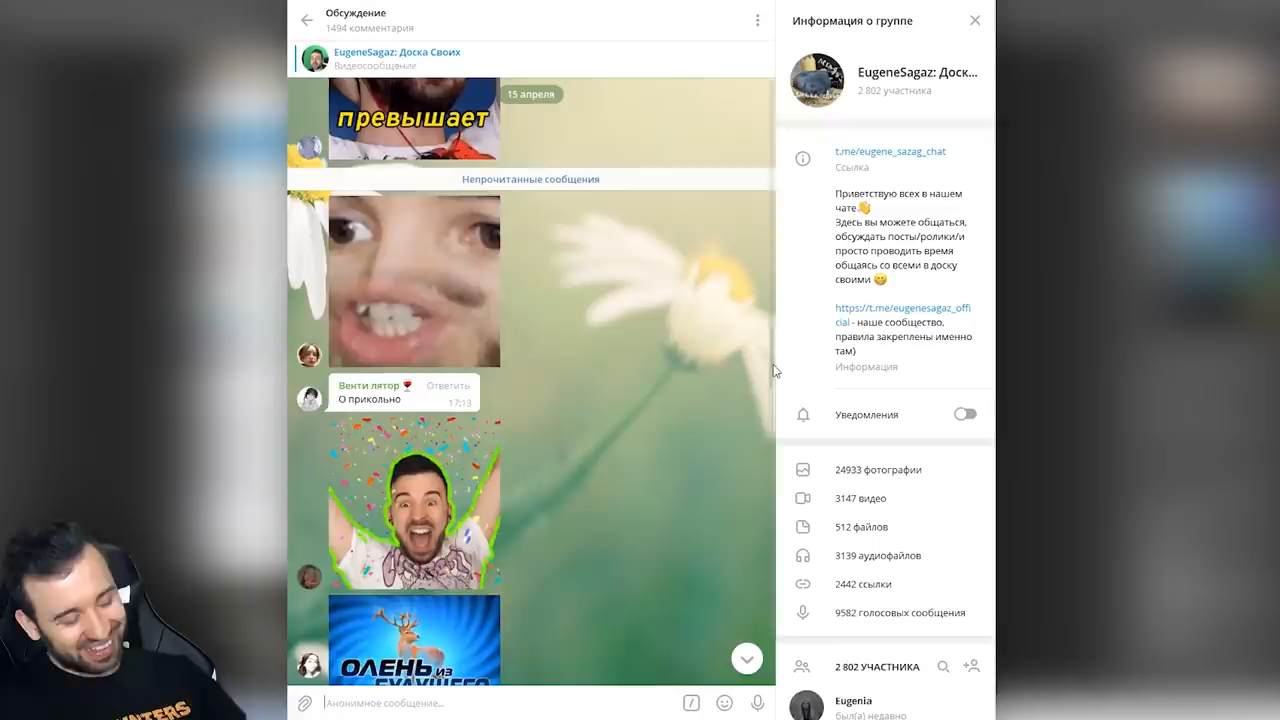 Обсуждение
1494 комментария
EugeneSagaz: Доска Своих
Видеосообщение
15 апреля
превышает
Непрочитанные сообщения
Венти лятор🍷 Ответить
О прикольно
17:13
ОЛЕНЬ ИЗ
БУДУЩЕГО
Анонимное сообщение...
Информация о группе
EugeneSagaz: Доск...
2 802 участника
t.me/eugene_sazag_chat
Ссылка
Приветствую всех в нашем
чате👋
Здесь вы можете общаться,
обсуждать посты/ролики/и
просто проводить время
общаясь со всеми в доску
своими 😋
https://t.me/eugenesagaz_offi
cial - наше сообщество,
правила закреплены именно
там)
Информация
Уведомления
24933 фотографии
3147 видео
512 файлов
3139 аудиофайлов
2442 ссылки
9582 голосовых сообщения
2 802 УЧАСТНИКА
Eugenia
был(а) недавно